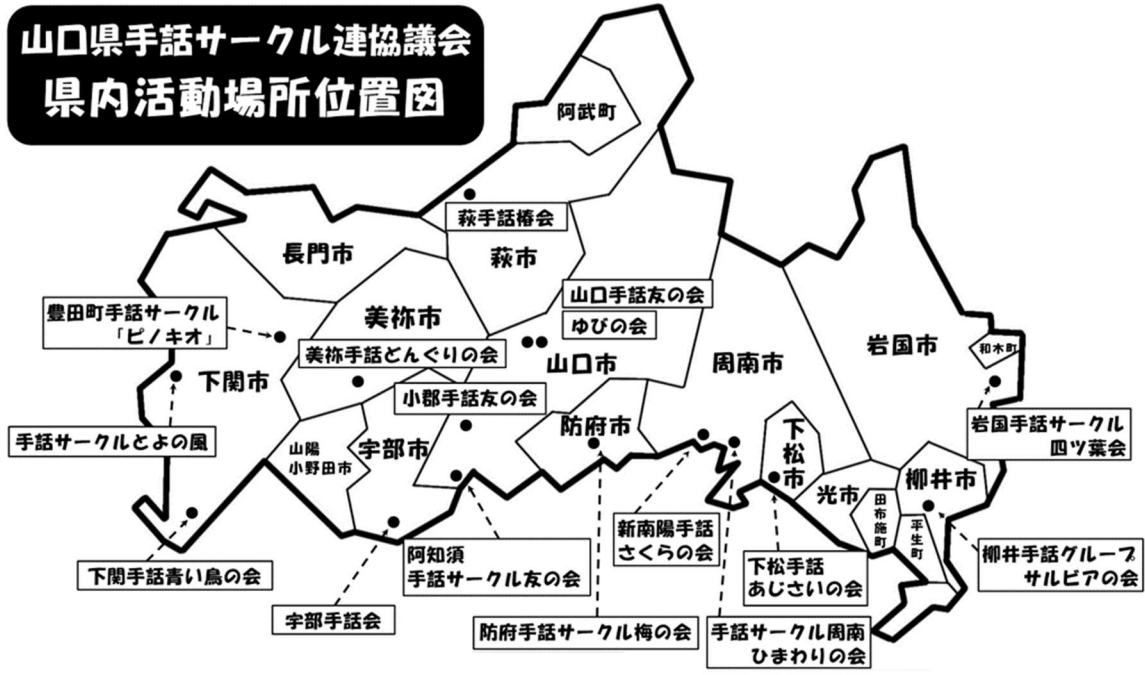 山口県手話サークル連協議会
県内活動場所位置図
阿武町
萩手話椿会
萩市
長門市
山口手話友の会
ゆびの会
豊田町手話サークル
「ピノキオ」
美祢市
美祢手話どんぐりの会
山口市
周南市
岩国市
和木町
下関市
小郡手話友の会
岩国手話サークル
四ツ葉会
手話サークルとよの風
山陽
小野田市
宇部市
防府市
下松市
光市
柳井市
田布施町
平生町
新南陽手話
さくらの会
阿知須
手話サークル友の会
下松手話
あじさいの会
柳井手話グループ
サルビアの会
下関手話青い鳥の会
宇部手話会
防府手話サークル梅の会
手話サークル周南
ひまわりの会